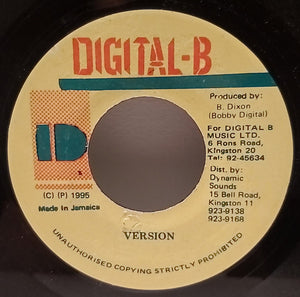 DIGITAL-B
Produced by:
B. Dixon
(Bobby Digital)
For DIGITAL B
MUSIC LTD.
6 Rons Road,
Kingston 20
Tel: 92-45634
Dist. by:
Dynamic
Sounds
15 Bell Road,
Kingston 11
923-9138
923-9168
D
(C) (P) 1995
Made In Jamaica
VERSION
UNAUTHORISED COPYING STRICTLY PROHIBITED